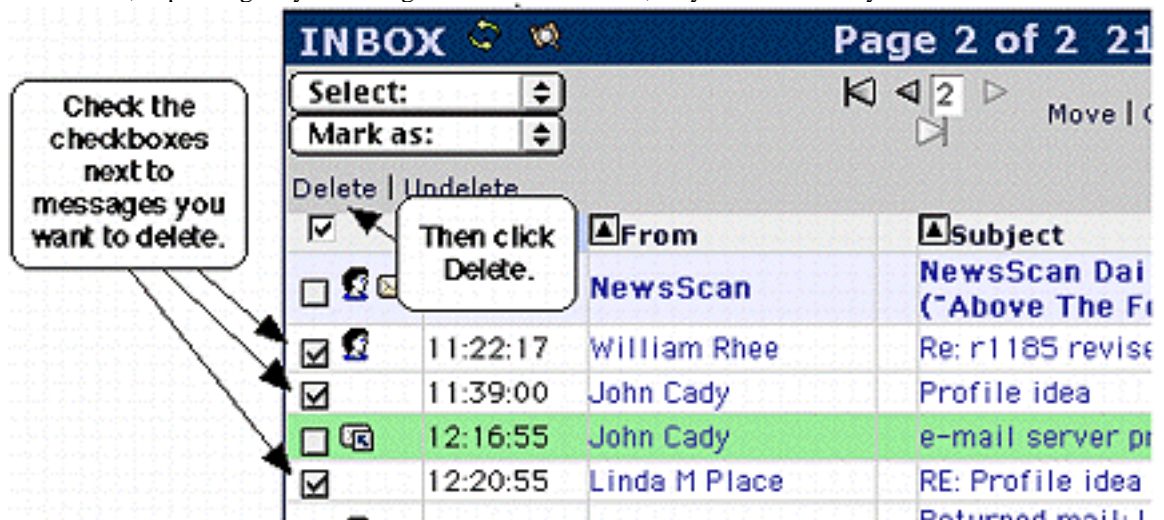 INBOX Page 2 of 2 21
Check the
checkboxes
next to
messages you
want to delete.
Select:
Mark as:
2
Move |
Delete | Undelete
Then click
Delete.
From Subject
NewsScan NewsScan Dai
("Above The
11:22:17 William Rhee Re: r1185 revise
11:39:00 John Cady Profile idea
12:16:55 John Cady e-mail server
12:20:55 Linda M Place RE: Profile idea
Returned mail: